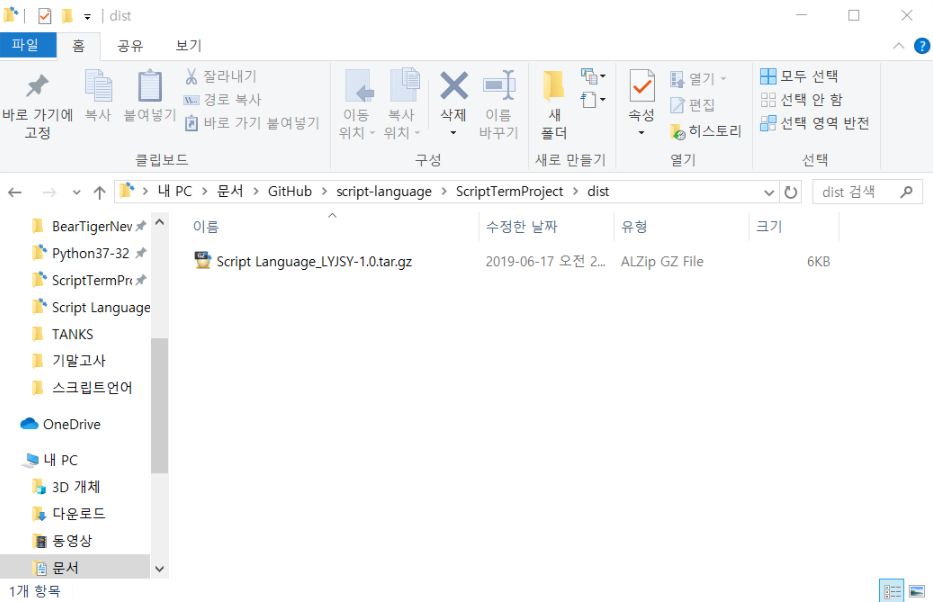 dist
파일 홈 공유 보기
바로 가기에 고정
복사
붙여넣기
잘라내기
경로 복사
바로 가기 붙여넣기
클립보드
이동 위치
복사 위치
삭제
이름 바꾸기
구성
새 폴더
새로 만들기
속성
열기
편집
히스토리
열기
모두 선택
선택 안 함
선택 영역 반전
선택
내 PC > 문서 > GitHub > script-language > ScriptTermProject > dist
dist 검색
이름 수정한 날짜 유형 크기
Script Language_LYJSY-1.0.tar.gz 2019-06-17 오전 2... ALZip GZ File 6KB
BearTigerNev
Python37-32
ScriptTermPr
Script Language
TANKS
기말고사
스크립트언어
OneDrive
내 PC
3D 개체
다운로드
동영상
문서
1개 항목